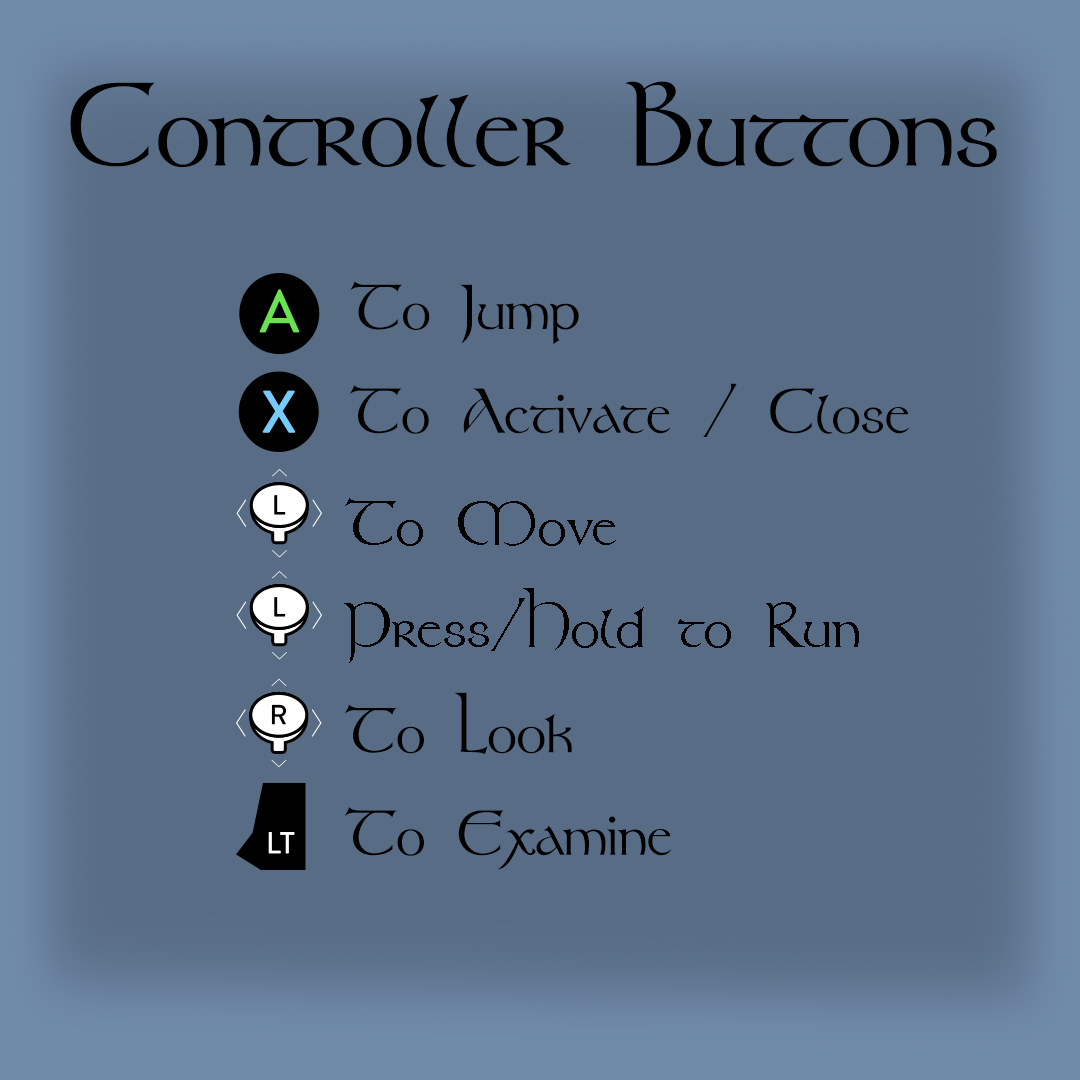 Controller Buttons
A To Jump
X To Activate / Close
L To Move
L Press/Hold to Run
R To Look
LT To Examine